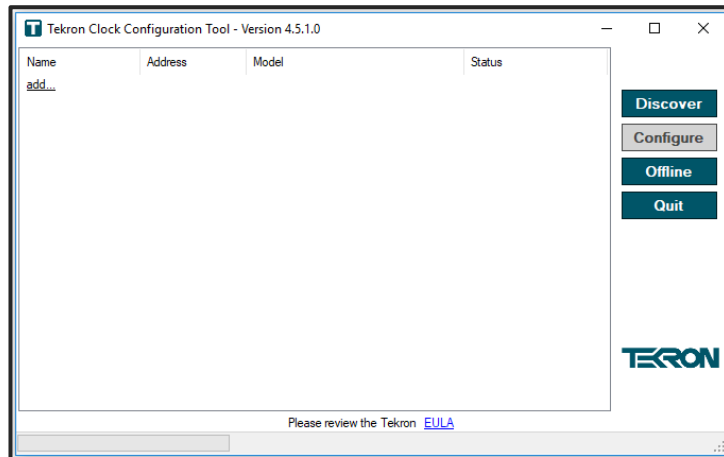 T Tekron Clock Configuration Tool - Version 4.5.1.0
Name Address Model Status
add...
Discover
Configure
Offline
Quit
TEKRON
Please review the Tekron EULA